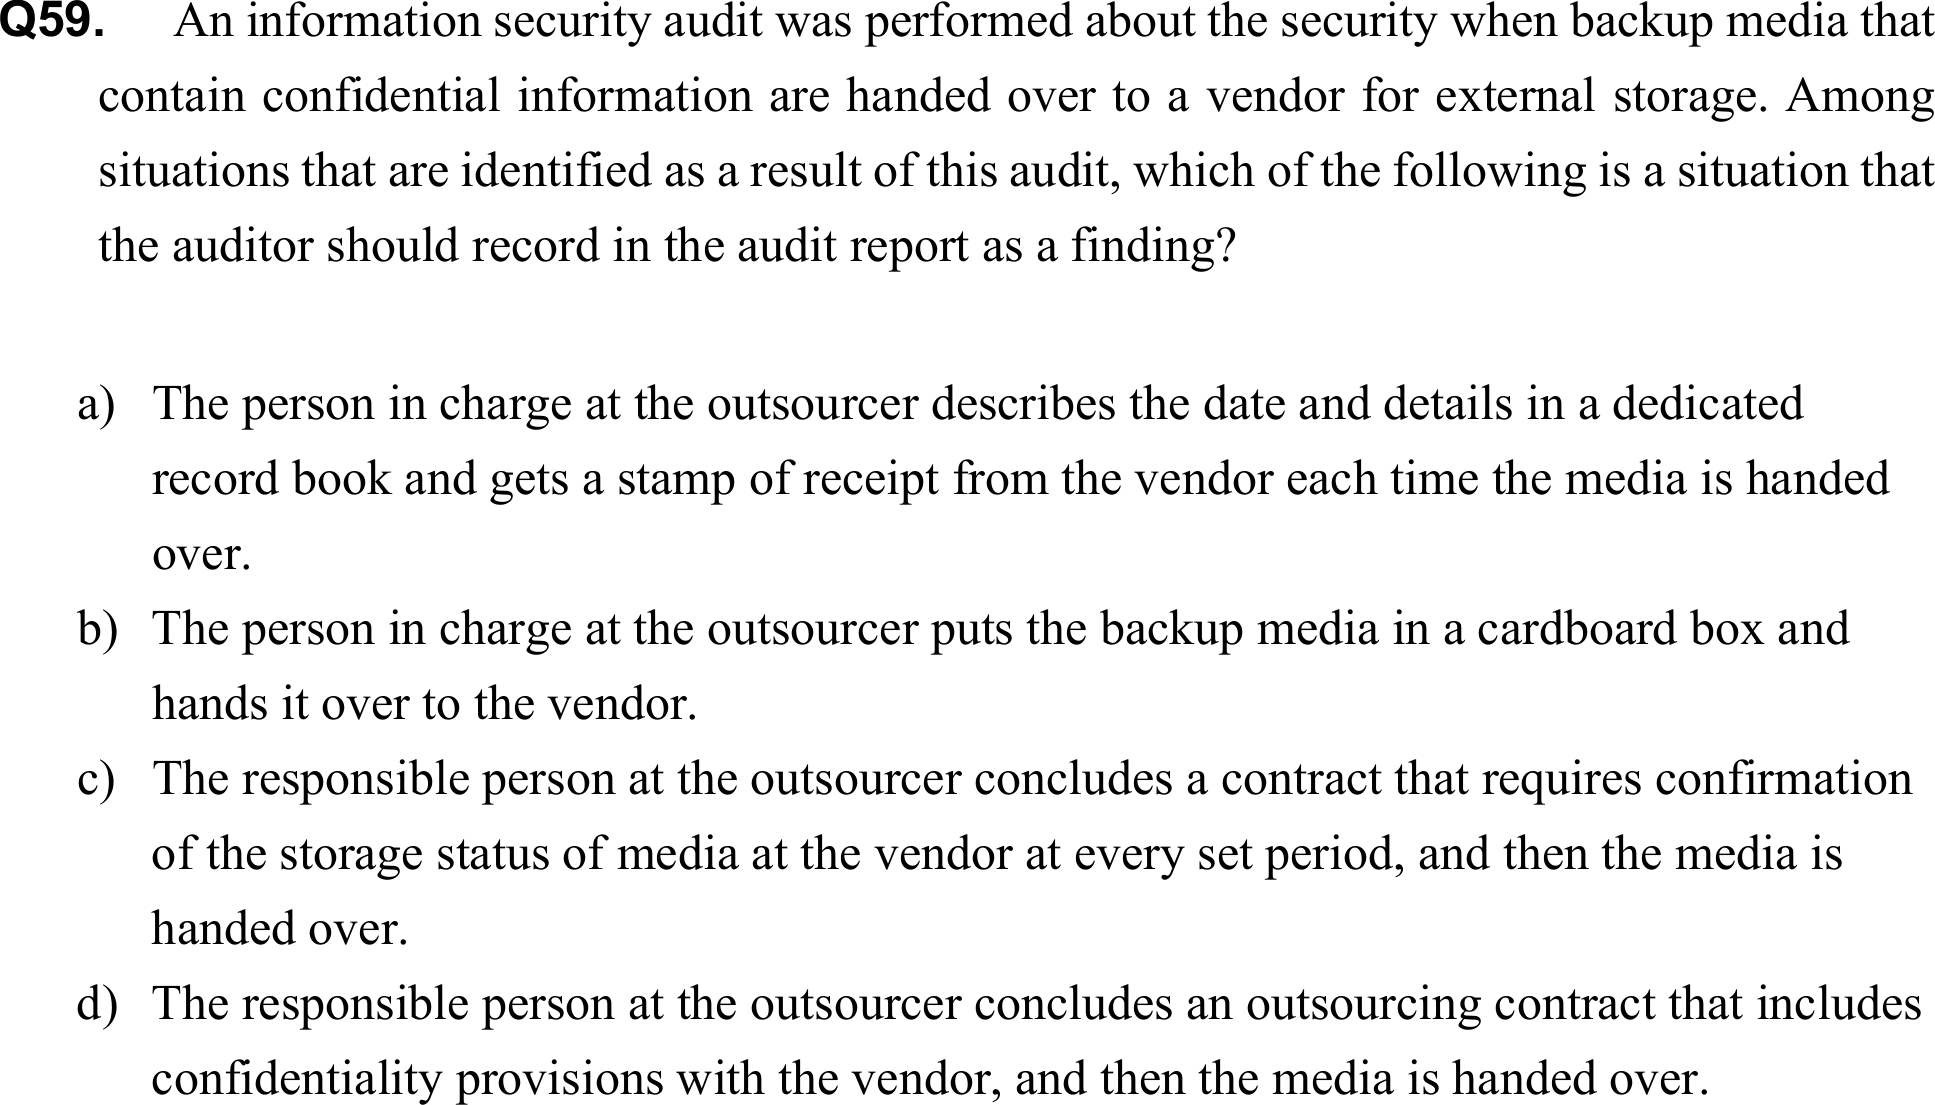 Q59. An information security audit was performed about the security when backup media that
contain confidential information are handed over to a vendor for external storage. Among
situations that are identified as a result of this audit, which of the following is a situation that
the auditor should record in the audit report as a finding?
a) The person in charge at the outsourcer describes the date and details in a dedicated
record book and gets a stamp of receipt from the vendor each time the media is handed
over.
b) The person in charge at the outsourcer puts the backup media in a cardboard box and
hands it over to the vendor.
c) The responsible person at the outsourcer concludes a contract that requires confirmation
of the storage status of media at the vendor at every set period, and then the media is
handed over.
d) The responsible person at the outsourcer concludes an outsourcing contract that includes
confidentiality provisions with the vendor, and then the media is handed over.